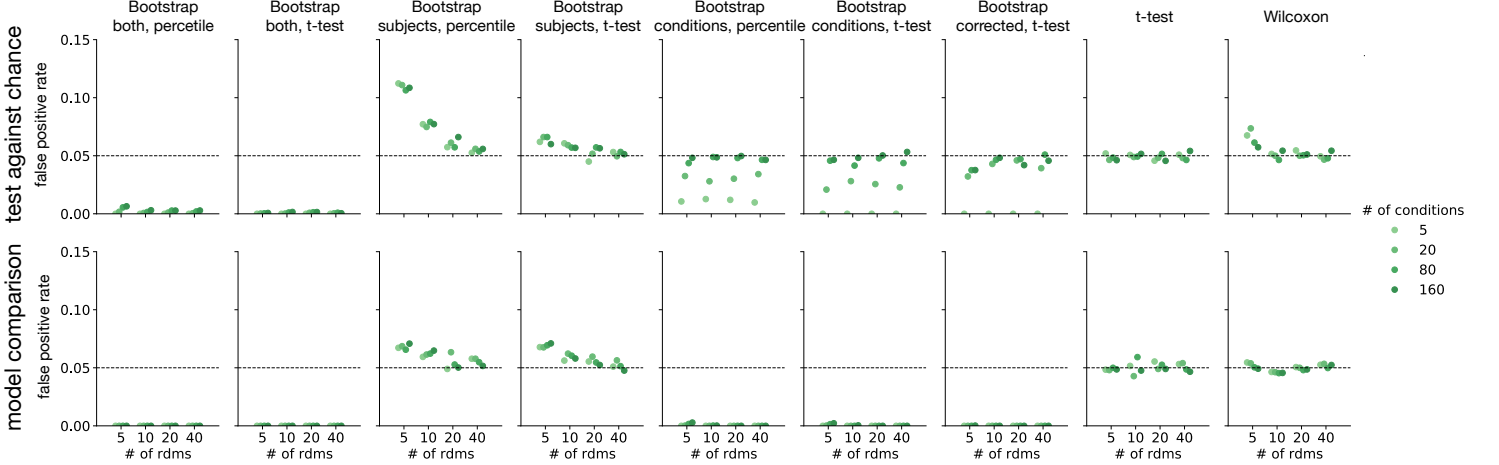 Bootstrap
both, percetile
Bootstrap
both, t-test
Bootstrap
subjects, percentile
Bootstrap
subjects, t-test
Bootstrap
conditions, percentile
Bootstrap
conditions, t-test
Bootstrap
corrected, t-test
t-test
Wilcoxon
test against chance
false positive rate
0.15
0.10
0.05
0.00
# of conditions
5
20
80
160
model comparison
false positive rate
0.15
0.10
0.05
0.00
5 10 20 40
# of rdms
5 10 20 40
# of rdms
5 10 20 40
# of rdms
5 10 20 40
# of rdms
5 10 20 40
# of rdms
5 10 20 40
# of rdms
5 10 20 40
# of rdms
5 10 20 40
# of rdms
5 10 20 40
# of rdms